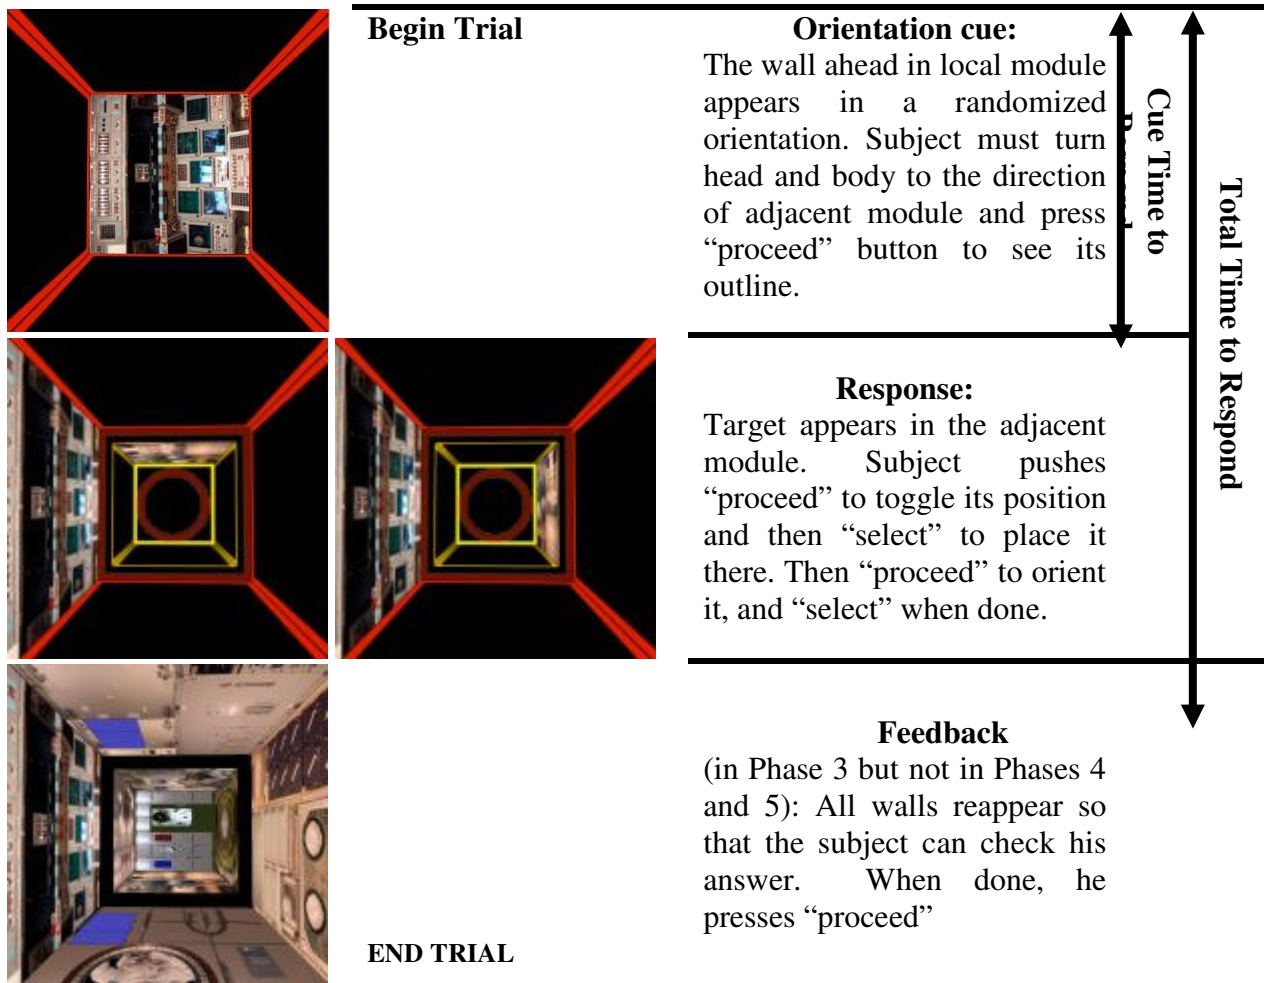 Begin Trial
Orientation cue:
The wall ahead in local module
appears in a randomized
orientation. Subject must turn
head and body to the direction
of adjacent module and press
“proceed” button to see its
outline.
Cue Time to
Total Time to Respond
Response:
Target appears in the adjacent
module. Subject pushes
“proceed” to toggle its position
and then “select” to place it
there. Then “proceed” to orient
it, and “select” when done.
Feedback
(in Phase 3 but not in Phases 4
and 5): All walls reappear so
that the subject can check his
answer. When done, he
presses “proceed”
END TRIAL